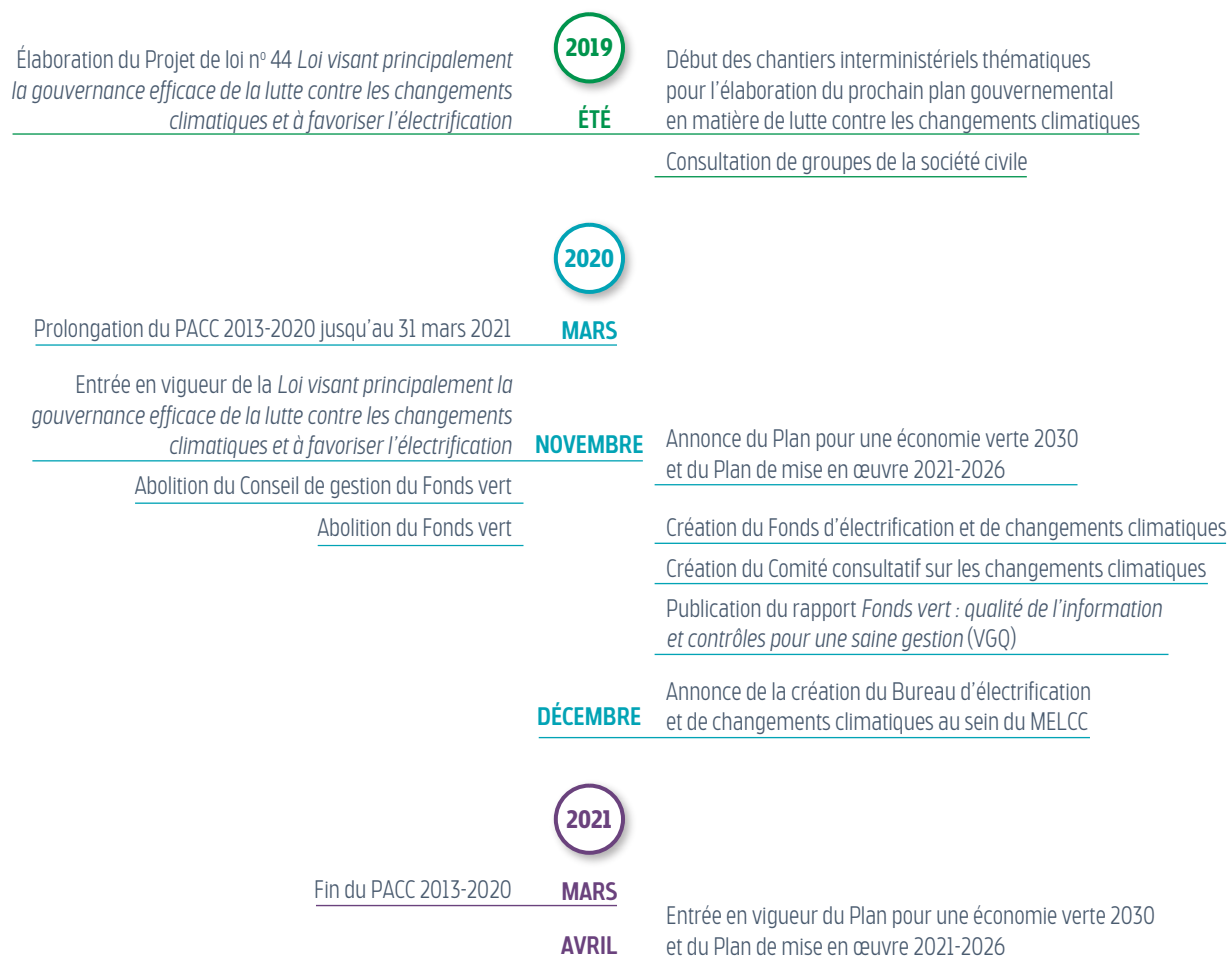 2019
ÉTÉ
Élaboration du Projet de loi nº 44 Loi visant principalement
la gouvernance efficace de la lutte contre les changements
climatiques et à favoriser l'électrification
Début des chantiers interministériels thématiques
pour l'élaboration du prochain plan gouvernemental
en matière de lutte contre les changements climatiques
Consultation de groupes de la société civile
2020
Prolongation du PACC 2013-2020 jusqu'au 31 mars 2021
MARS
Entrée en vigueur de la Loi visant principalement la
gouvernance efficace de la lutte contre les changements
climatiques et à favoriser l'électrification
NOVEMBRE
Annonce du Plan pour une économie verte 2030
et du Plan de mise en œuvre 2021-2026
Abolition du Conseil de gestion du Fonds vert
Abolition du Fonds vert
Création du Fonds d'électrification et de changements climatiques
Création du Comité consultatif sur les changements climatiques
Publication du rapport Fonds vert : qualité de l'information
et contrôles pour une saine gestion (VGQ)
DÉCEMBRE
Annonce de la création du Bureau d'électrification
et de changements climatiques au sein du MELCC
2021
Fin du PACC 2013-2020
MARS
AVRIL
Entrée en vigueur du Plan pour une économie verte 2030
et du Plan de mise en œuvre 2021-2026